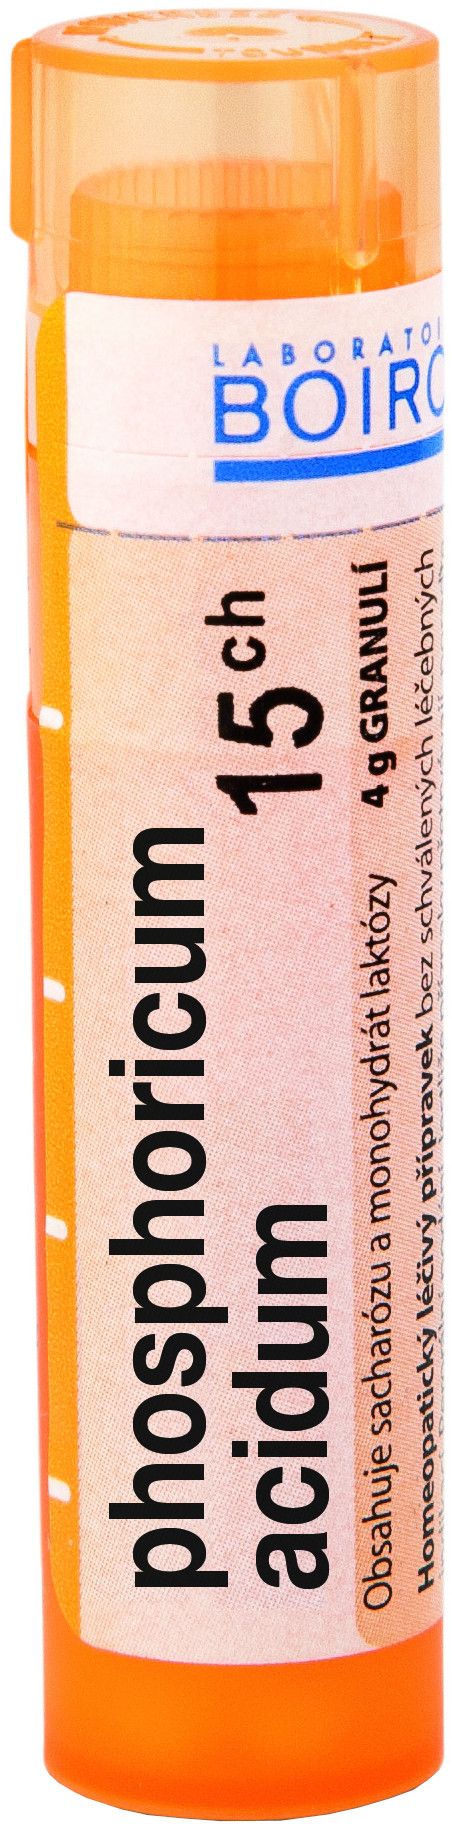 LABORATOI
BOIRO
phosphoricum
acidum
15 ch
4 g GRANULÍ
Obsahuje sacharózu a monohydrát laktózy
Homeopatický léčivý přípravek bez schválených léčebných